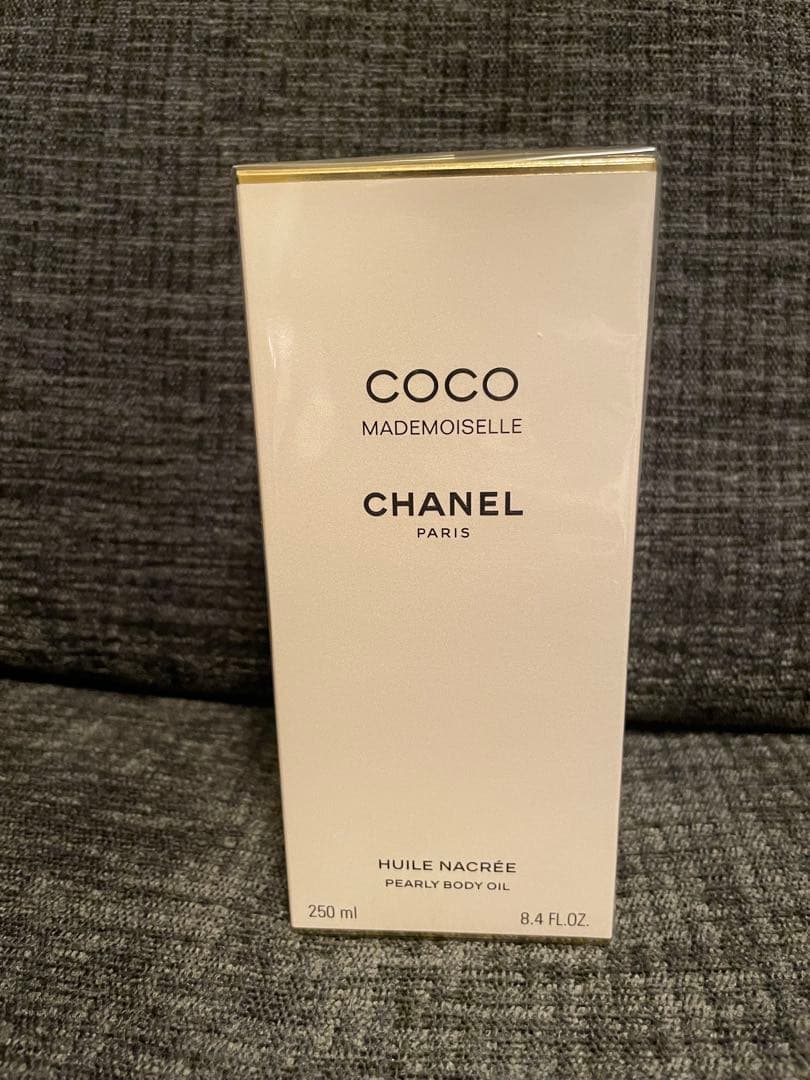 COCO
MADEMOISELLE
CHANEL
PARIS
HUILE NACRÉE
PEARLY BODY OIL
250 ml 8.4 FL.OZ.